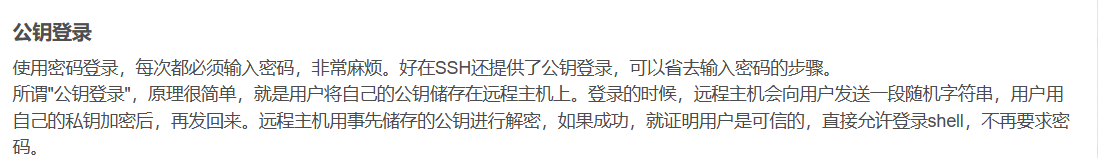 公钥登录
使用密码登录，每次都必须输入密码，非常麻烦。好在SSH还提供了公钥登录，可以省去输入密码的步骤。
所谓"公钥登录"，原理很简单，就是用户将自己的公钥储存在远程主机上。登录的时候，远程主机会向用户发送一段随机字符串，用户用
自己的私钥加密后，再发回来。远程主机用事先储存的公钥进行解密，如果成功，就证明用户是可信的，直接允许登录shell，不再要求密
码。